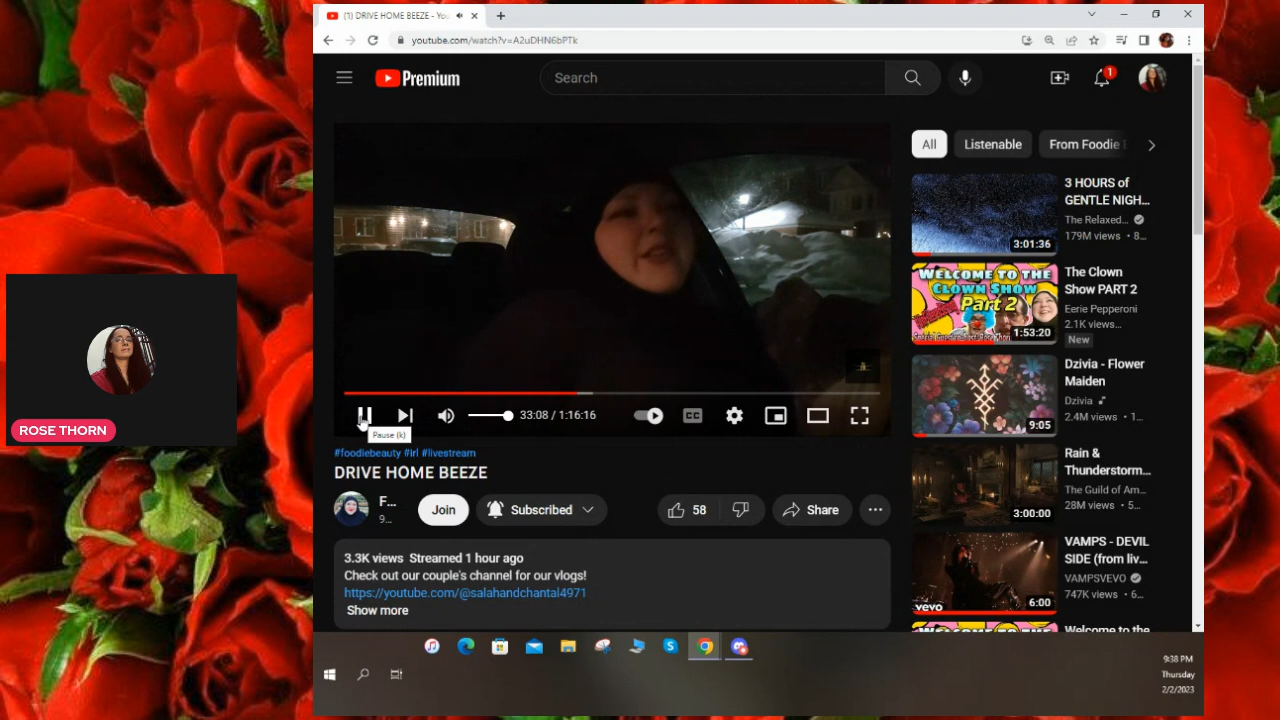 (1) DRIVE HOME BEEZE - You
youtube.com/watch?v=A2uDHN6bPTk
Premium
Search
1
All
Listenable
From Foodie
3 HOURS of
GENTLE NIGH...
The Relaxed...
179M views • 8...
3:01:36
WELCOME TO THE
CLOWN SHOW
Part 2
1:53:20
The Clown
Show PART 2
Eerie Pepperoni
2.1K views...
New
Dzivia - Flower
Maiden
Dzivia
2.4M views • 1...
9:05
Rain &
Thunderstorm...
The Guild of Am...
28M views • 5...
3:00:00
VAMPS - DEVIL
SIDE (from liv...
VAMPSVEVO
747K views • 6...
vevo
6:00
Welcome to the
33:08 / 1:16:16
CC
Pause (k)
#foodiebeauty #irl #livestream
DRIVE HOME BEEZE
F...
9...
Join
Subscribed
58
Share
3.3K views Streamed 1 hour ago
Check out our couple's channel for our vlogs!
https://youtube.com/@salahandchantal4971
Show more
ROSE THORN
9:38 PM
Thursday
2/2/2023